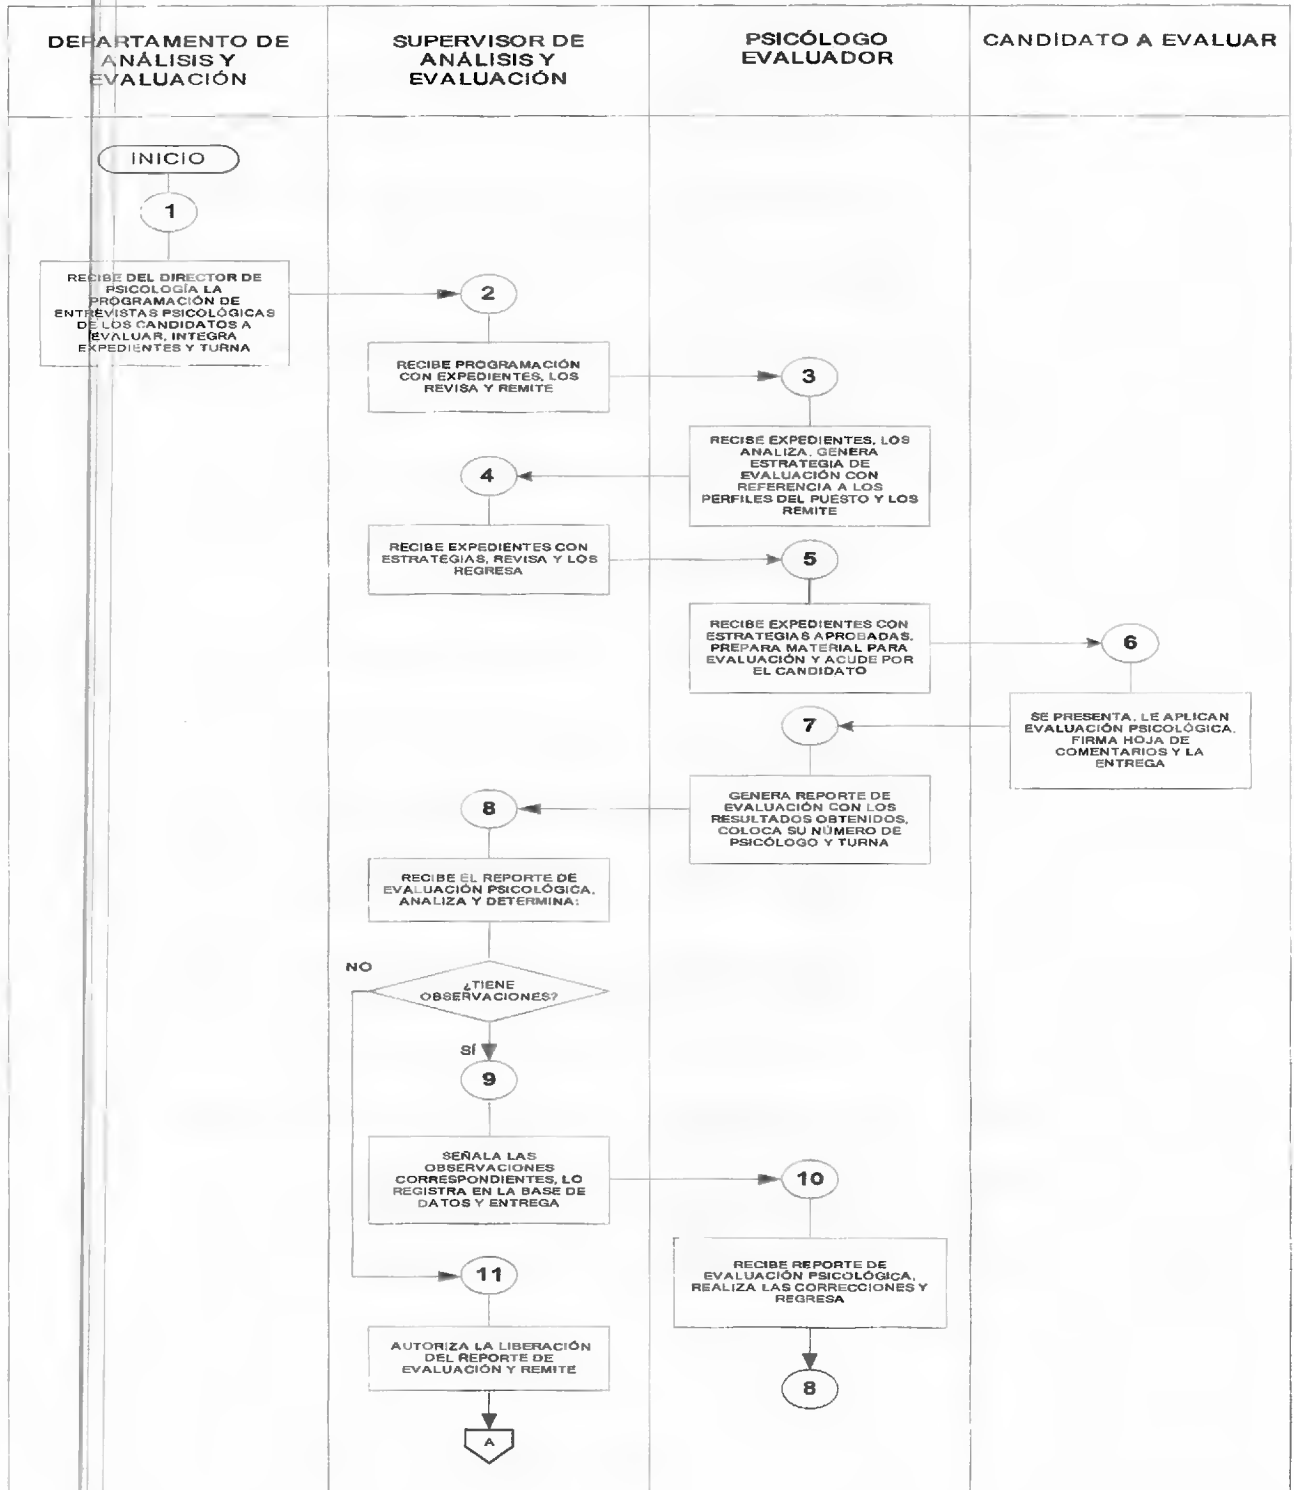 DEPARTAMENTO DE
ANÁLISIS Y
EVALUACIÓN
SUPERVISOR DE
ANÁLISIS Y
EVALUACIÓN
PSICÓLOGO
EVALUADOR
CANDIDATO A EVALUAR
INICIO
1
RECIBE DEL DIRECTOR DE
PSICOLOGÍA LA
PROGRAMACIÓN DE
ENTREVISTAS PSICOLÓGICAS
DE LOS CANDIDATOS A
EVALUAR, INTEGRA
EXPEDIENTES Y TURNA
2
RECIBE PROGRAMACIÓN
CON EXPEDIENTES, LOS
REVISA Y REMITE
3
RECIBE EXPEDIENTES, LOS
ANALIZA, GENERA
ESTRATEGIA DE
EVALUACIÓN CON
REFERENCIA A LOS
PERFILES DEL PUESTO Y LOS
REMITE
4
RECIBE EXPEDIENTES CON
ESTRATEGIAS, REVISA Y LOS
REGRESA
5
RECIBE EXPEDIENTES CON
ESTRATEGIAS APROBADAS,
PREPARA MATERIAL PARA
EVALUACIÓN Y ACUDE POR
EL CANDIDATO
6
SE PRESENTA, LE APLICAN
EVALUACIÓN PSICOLÓGICA,
FIRMA HOJA DE
COMENTARIOS Y LA
ENTREGA
7
GENERA REPORTE DE
EVALUACIÓN CON LOS
RESULTADOS OBTENIDOS,
COLOCA SU NÚMERO DE
PSICÓLOGO Y TURNA
8
RECIBE EL REPORTE DE
EVALUACIÓN PSICOLÓGICA,
ANALIZA Y DETERMINA:
NO
¿TIENE
OBSERVACIONES?
SÍ
9
SEÑALA LAS
OBSERVACIONES
CORRESPONDIENTES, LO
REGISTRA EN LA BASE DE
DATOS Y ENTREGA
10
RECIBE REPORTE DE
EVALUACIÓN PSICOLÓGICA,
REALIZA LAS CORRECCIONES Y
REGRESA
8
11
AUTORIZA LA LIBERACIÓN
DEL REPORTE DE
EVALUACIÓN Y REMITE
A